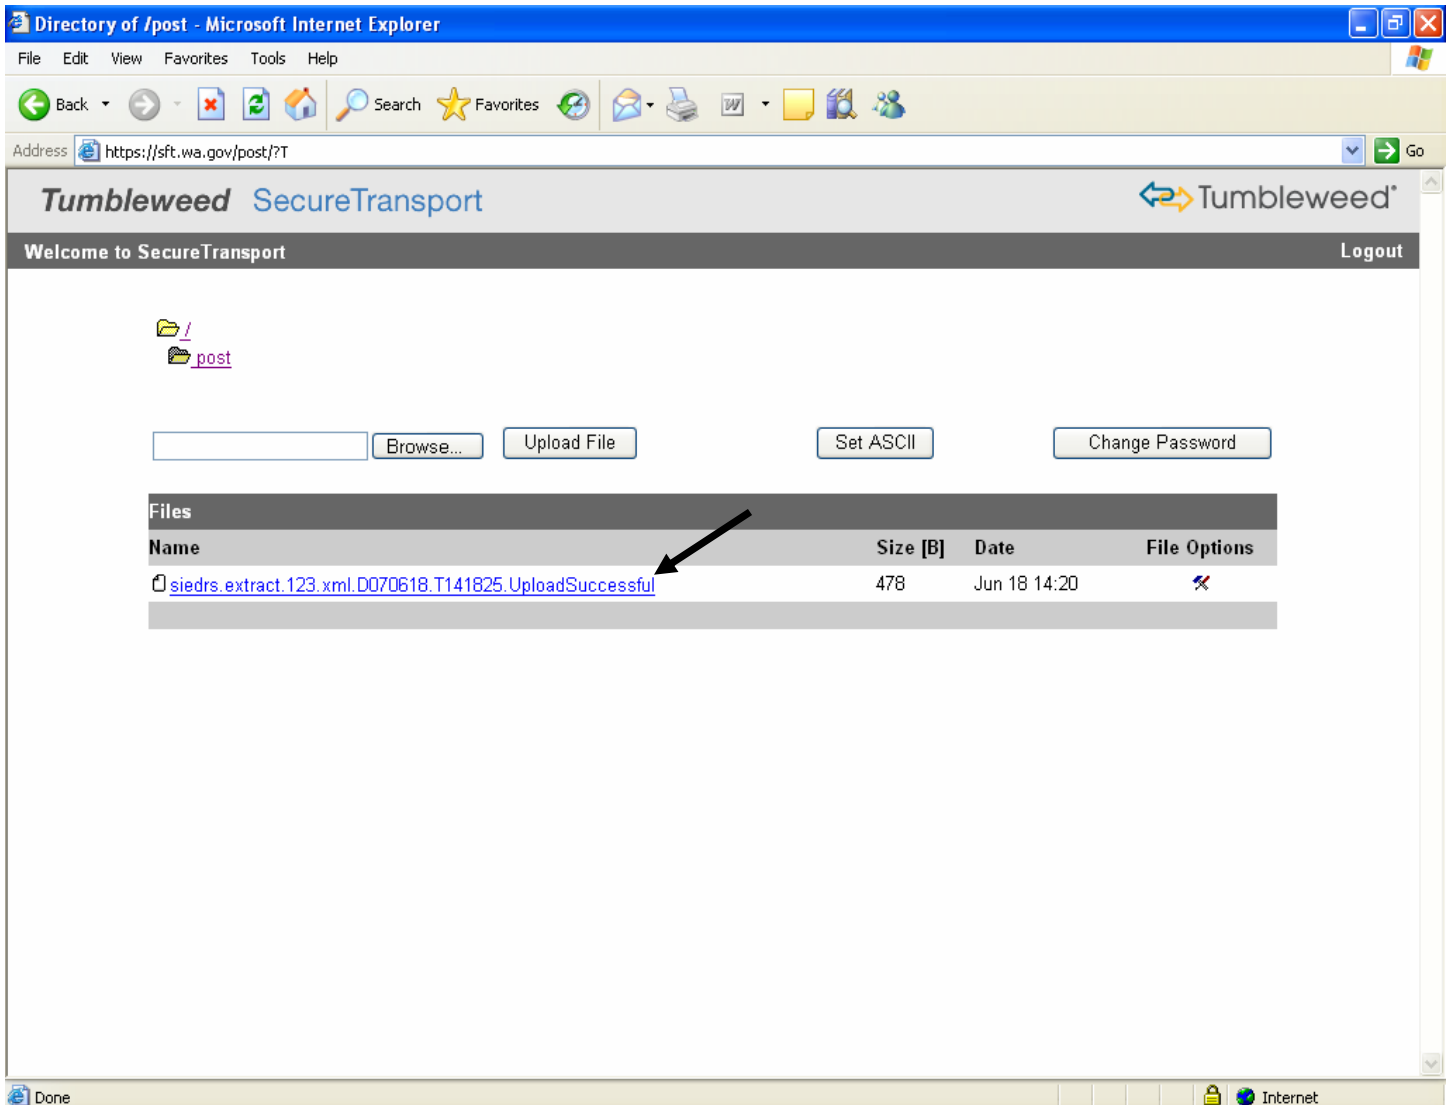 Directory of /post - Microsoft Internet Explorer
File Edit View Favorites Tools Help
Back Search Favorites
Address https://sft.wa.gov/post/?T Go
Tumbleweed SecureTransport Tumbleweed
Welcome to SecureTransport Logout
/
post
Browse... Upload File Set ASCII Change Password
Files
Name Size [B] Date File Options
siedrs.extract.123.xml.D070618.T141825.UploadSuccessful 478 Jun 18 14:20
Done Internet